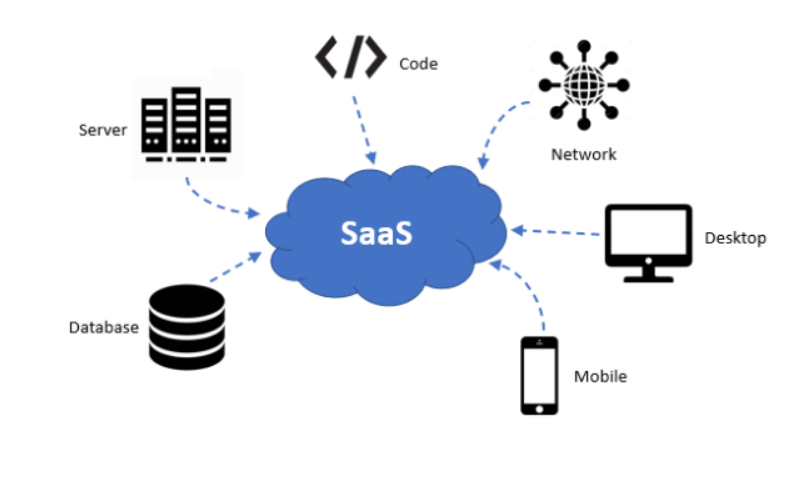 Code
Server
Network
SaaS
Desktop
Database
Mobile